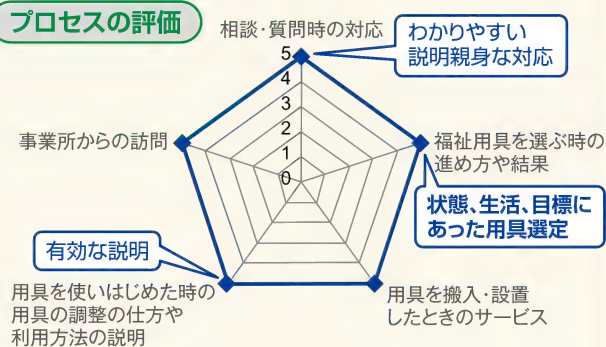 プロセスの評価
相談・質問時の対応
わかりやすい
説明親身な対応
5
4
3
2
1
0
事業所からの訪問
福祉用具を選ぶ時の
進め方や結果
状態、生活、目標に
あった用具選定
有効な説明
用具を使いはじめた時の
用具の調整の仕方や
利用方法の説明
用具を搬入・設置
したときのサービス